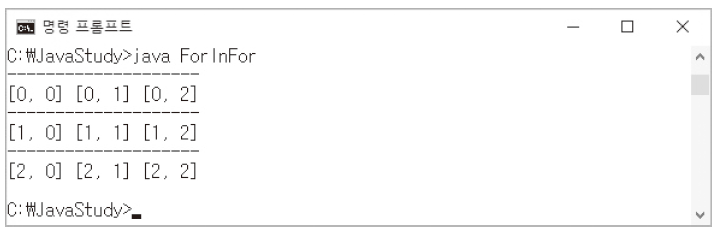 명령 프롬프트
C:₩JavaStudy>java ForInFor
---------------------
[0, 0] [0, 1] [0, 2]
---------------------
[1, 0] [1, 1] [1, 2]
---------------------
[2, 0] [2, 1] [2, 2]
C:₩JavaStudy>_